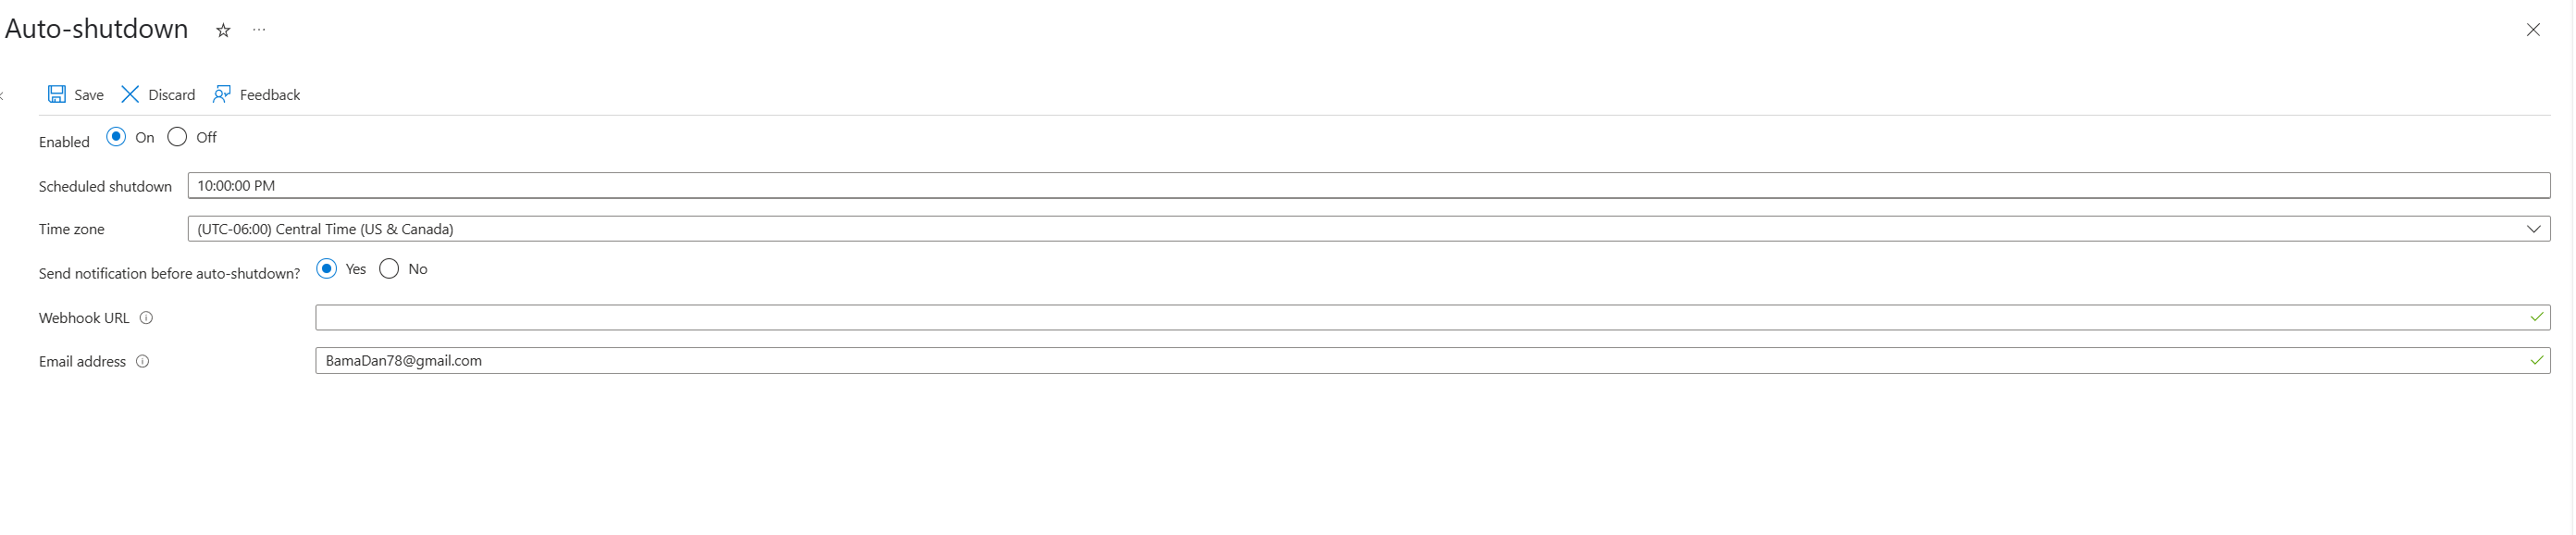 Auto-shutdown
Save Discard Feedback
Enabled On Off
Scheduled shutdown 10:00:00 PM
Time zone (UTC-06:00) Central Time (US & Canada)
Send notification before auto-shutdown? Yes No
Webhook URL
Email address BamaDan78@gmail.com